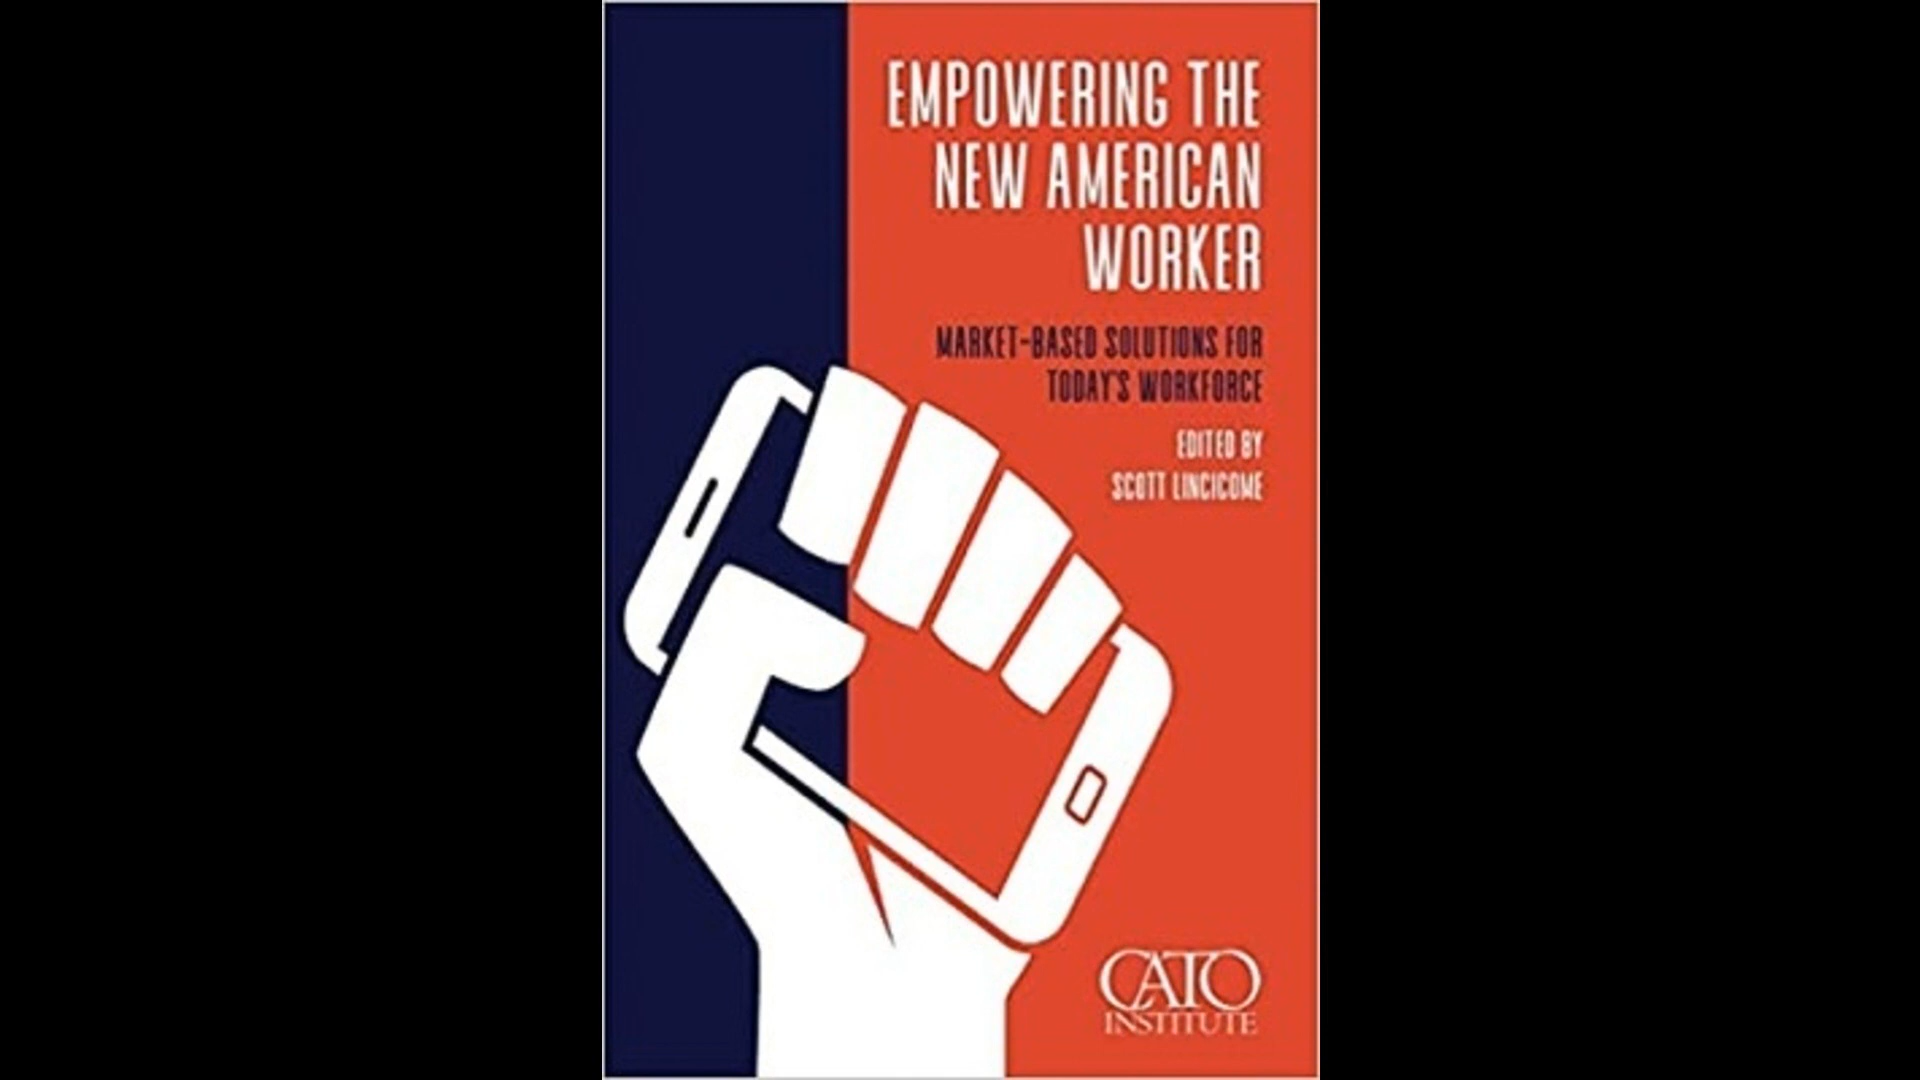 EMPOWERING THE
NEW AMERICAN
WORKER
MARKET-BASED SOLUTIONS FOR
TODAY'S WORKFORCE
EDITED BY
SCOTT LINCICOME
CATO
INSTITUTE